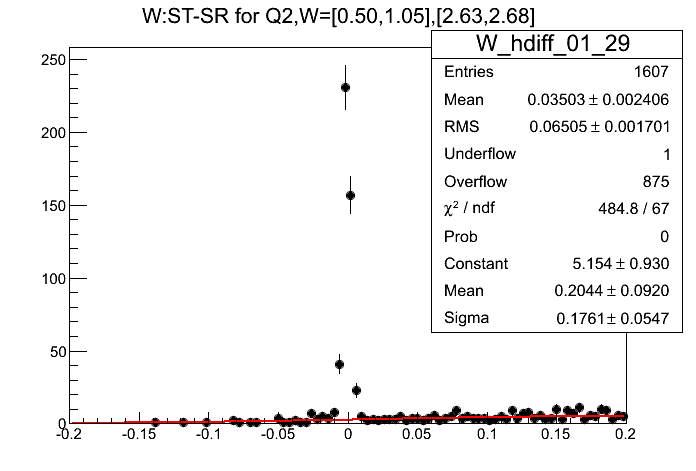 W:ST-SR for Q2,W=[0.50,1.05],[2.63,2.68]
W_hdiff_01_29
Entries 1607
Mean 0.03503 ± 0.002406
RMS 0.06505 ± 0.001701
Underflow 1
Overflow 875
χ² / ndf 484.8 / 67
Prob 0
Constant 5.154 ± 0.930
Mean 0.2044 ± 0.0920
Sigma 0.1761 ± 0.0547
250
200
150
100
50
0
-0.2 -0.15 -0.1 -0.05 0 0.05 0.1 0.15 0.2